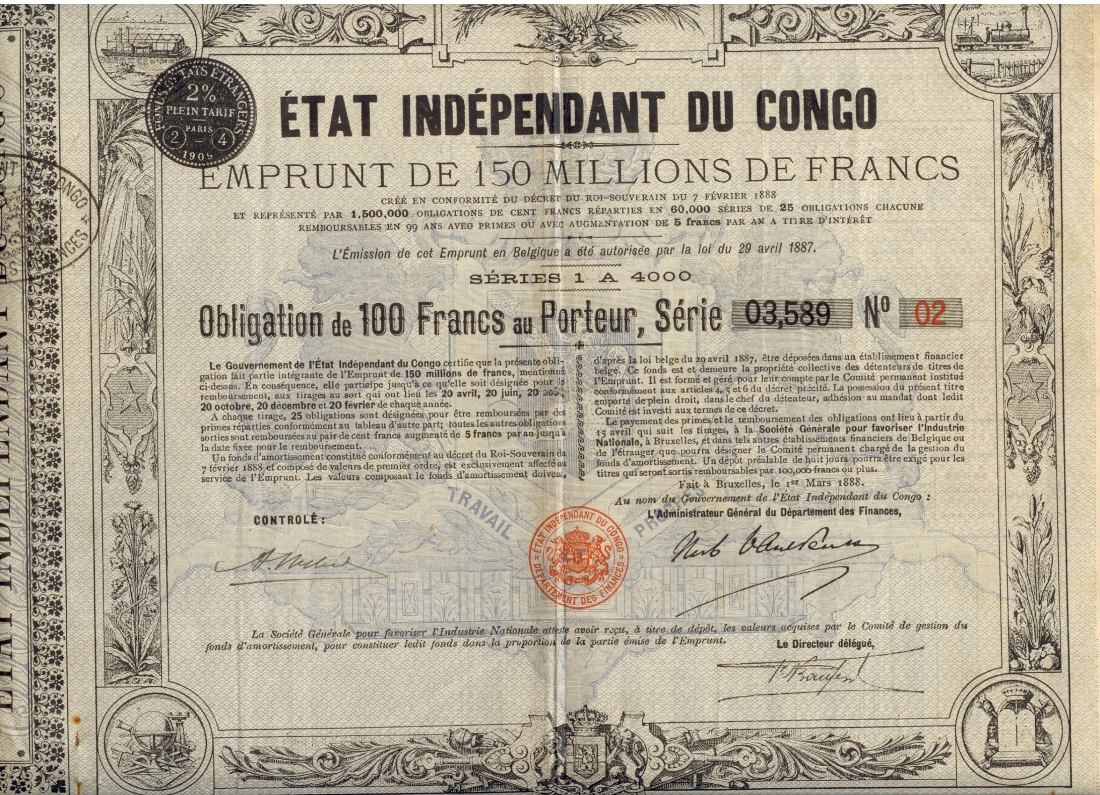 FONDS ÉTATS ÉTRANGERS
2%
PLEIN TARIF
PARIS
2 4
ÉTAT INDÉPENDANT DU CONGO
EMPRUNT DE 150 MILLIONS DE FRANCS
CRÉÉ EN CONFORMITÉ DU DÉCRET DU ROI-SOUVERAIN DU 7 FÉVRIER 1888
ET REPRÉSENTÉ PAR 1,500,000 OBLIGATIONS DE CENT FRANCS RÉPARTIES EN 60,000 SÉRIES DE 25 OBLIGATIONS CHACUNE
REMBOURSABLES EN 99 ANS AVEC PRIMES OU AVEC AUGMENTATION DE 5 francs PAR AN A TITRE D'INTÉRÊT
L'Émission de cet Emprunt en Belgique a été autorisée par la loi du 29 avril 1887.
SÉRIES 1 A 4000
Obligation de 100 Francs au Porteur, Série 03,589 No 02
Le Gouvernement de l'État Indépendant du Congo certifie que la présente obli-
gation fait partie intégrante de l'Emprunt de 150 millions de francs, mentionné
ci-dessus. En conséquence, elle participe jusqu'à ce qu'elle soit désignée pour le
remboursement, aux tirages au sort qui ont lieu les 20 avril, 20 juin, 20 août,
20 octobre, 20 décembre et 20 février de chaque année.
A chaque tirage, 25 obligations sont désignées pour être remboursées par des
primes réparties conformément au tableau d'autre part; toutes les autres obligations
sorties sont remboursées au pair de cent francs augmenté de 5 francs par an jusqu'à
la date fixée pour le remboursement.
Un fonds d'amortissement constitué conformément au décret du Roi-Souverain du
7 février 1888 et composé de valeurs de premier ordre, est exclusivement affecté au
service de l'Emprunt. Les valeurs composant le fonds d'amortissement doivent,
d'après la loi belge du 29 avril 1887, être déposées dans un établissement financier
belge. Ce fonds est et demeure la propriété collective des détenteurs de titres de
l'Emprunt. Il est formé et géré pour leur compte par le Comité permanent institué
conformément aux articles 4, 5 et 6 du décret précité. La possession du présent titre
emporte de plein droit, dans le chef du détenteur, adhésion au mandat dont ledit
Comité est investi aux termes de ce décret.
Le payement des primes et le remboursement des obligations ont lieu à partir du
15 avril qui suit les tirages, à la Société Générale pour favoriser l'Industrie
Nationale, à Bruxelles, et dans tels autres établissements financiers de Belgique ou
de l'étranger que pourra désigner le Comité permanent chargé de la gestion du
fonds d'amortissement. Un dépôt préalable de huit jours pourra être exigé pour les
titres qui seront sortis remboursables par 100,000 francs ou plus.
Fait à Bruxelles, le 1er Mars 1888.
Au nom du Gouvernement de l'État Indépendant du Congo :
L'Administrateur Général du Département des Finances,
CONTROLÉ :
TRAVAIL
ÉTAT INDÉPENDANT DU CONGO
DÉPARTEMENT DES FINANCES
La Société Générale pour favoriser l'Industrie Nationale atteste avoir reçu, à titre de dépôt, les valeurs acquises par le Comité de gestion du
fonds d'amortissement, pour constituer ledit fonds dans la proportion de la partie émise de l'Emprunt.
Le Directeur délégué,